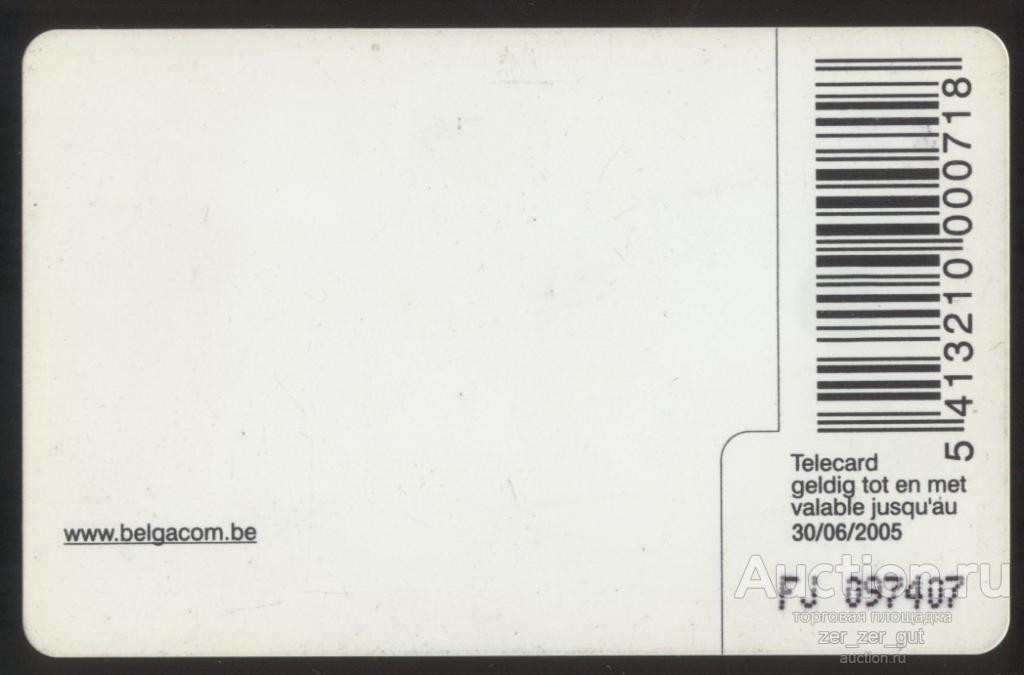 www.belgacom.be
5 413210 000718
Telecard
geldig tot en met
valable jusqu'au
30/06/2005
FJ 097407
Auction.ru
торговая площадка
zer_zer_gut
auction.ru